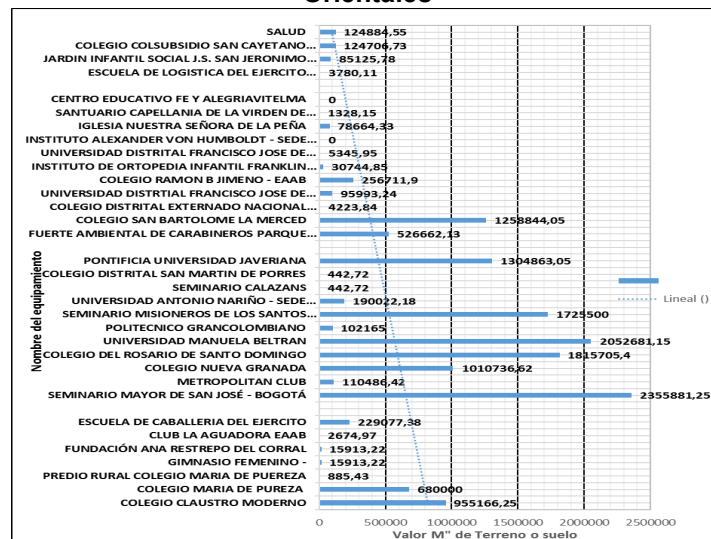 Orientales
SALUD 124884,55
COLEGIO COLSUBSIDIO SAN CAYETANO... 124706,73
JARDIN INFANTIL SOCIAL J.S. SAN JERONIMO... 85125,78
ESCUELA DE LOGISTICA DEL EJERCITO... 3780,11
CENTRO EDUCATIVO FE Y ALEGRIAVITELMA 0
SANTUARIO CAPELLANIA DE LA VIRDEN DE... 1328,15
IGLESIA NUESTRA SEÑORA DE LA PEÑA 78664,33
INSTITUTO ALEXANDER VON HUMBOLDT - SEDE... 0
UNIVERSIDAD DISTRITAL FRANCISCO JOSE DE... 5345,95
INSTITUTO DE ORTOPEDIA INFANTIL FRANKLIN... 30744,85
COLEGIO RAMON B JIMENO - EAAB 256711,9
UNIVERSIDAD DISTRTIAL FRANCISCO JOSE DE... 95993,24
COLEGIO DISTRITAL EXTERNADO NACIONAL... 4223,84
COLEGIO SAN BARTOLOME LA MERCED 1258844,05
FUERTE AMBIENTAL DE CARABINEROS PARQUE... 526662,13
PONTIFICIA UNIVERSIDAD JAVERIANA 1304863,05
COLEGIO DISTRITAL SAN MARTIN DE PORRES 442,72
SEMINARIO CALAZANS 442,72
UNIVERSIDAD ANTONIO NARIÑO - SEDE... 190022,18
SEMINARIO MISIONEROS DE LOS SANTOS... 1725500
POLITECNICO GRANCOLOMBIANO 102165
UNIVERSIDAD MANUELA BELTRAN 2052681,15
COLEGIO DEL ROSARIO DE SANTO DOMINGO 1815705,4
COLEGIO NUEVA GRANADA 1010736,62
METROPOLITAN CLUB 110486,42
SEMINARIO MAYOR DE SAN JOSÉ - BOGOTÁ 2355881,25
ESCUELA DE CABALLERIA DEL EJERCITO 229077,38
CLUB LA AGUADORA EAAB 2674,97
FUNDACIÓN ANA RESTREPO DEL CORRAL 15913,22
GIMNASIO FEMENINO - 15913,22
PREDIO RURAL COLEGIO MARIA DE PUEREZA 885,43
COLEGIO MARIA DE PUREZA 680000
COLEGIO CLAUSTRO MODERNO 955166,25
0 500000 1000000 1500000 2000000 2500000
Valor M" de Terreno o suelo
Nombre del equipamiento
Lineal ()